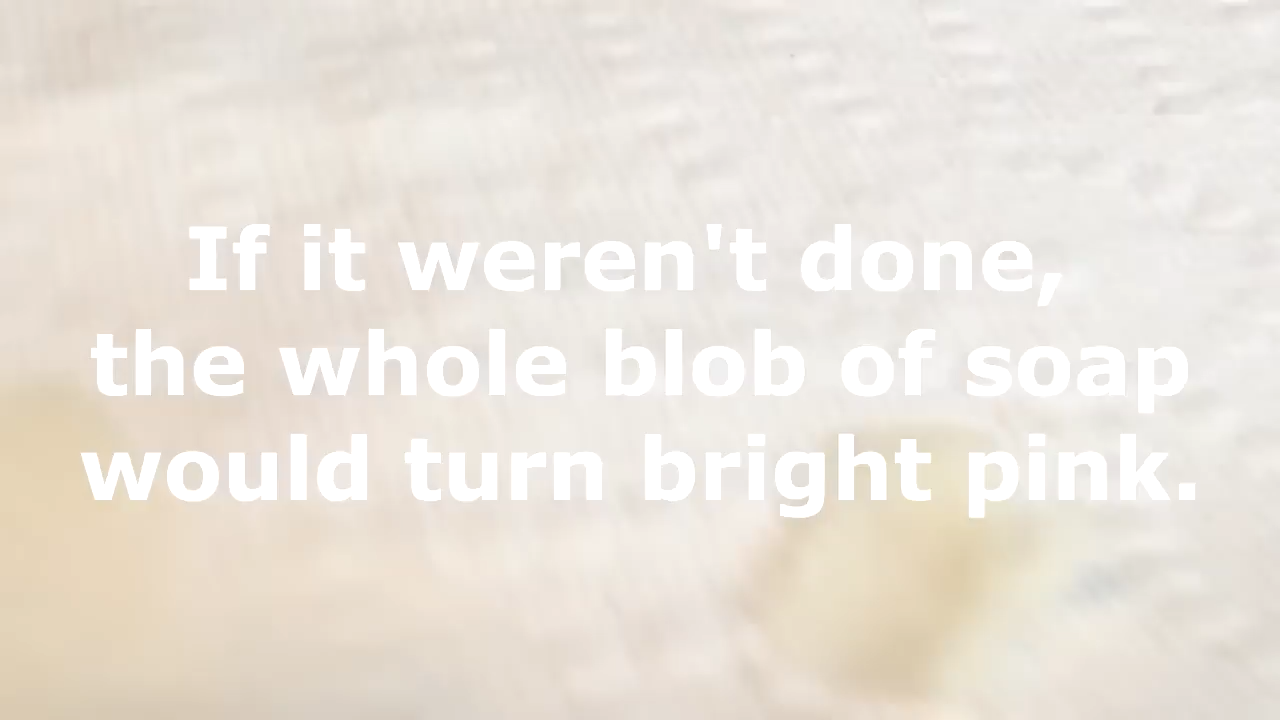 If it weren't done,
the whole blob of soap
would turn bright pink.